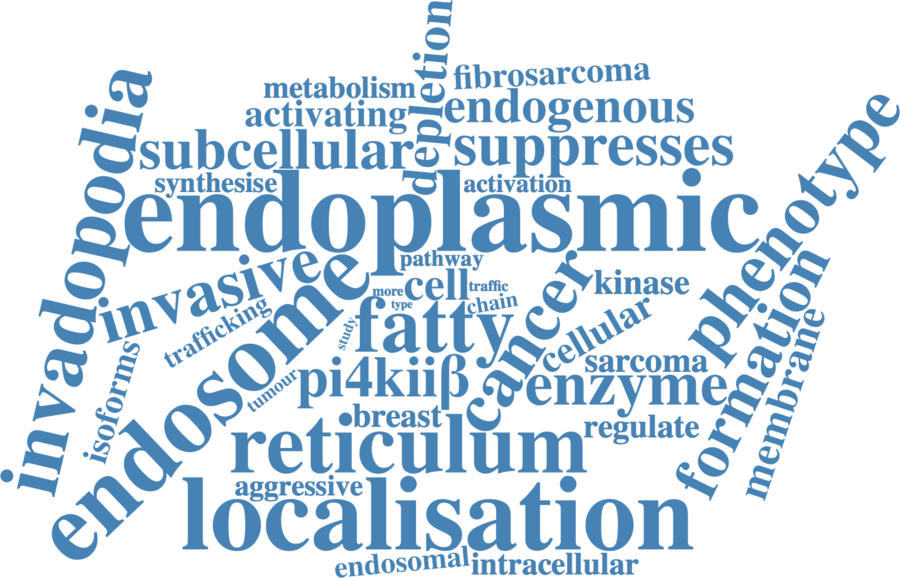 depletion
metabolism
fibrosarcoma
activating
endogenous
invadopodia
subcellular
suppresses
phenotype
synthesise
activation
endoplasmic
pathway
invasive
endosome
more
cell
traffic
type
chain
kinase
cancer
trafficking
study
fatty
cellular
formation
membrane
isoforms
tumour
pi4kiiβ
sarcoma
enzyme
breast
regulate
reticulum
aggressive
localisation
endosomal
intracellular